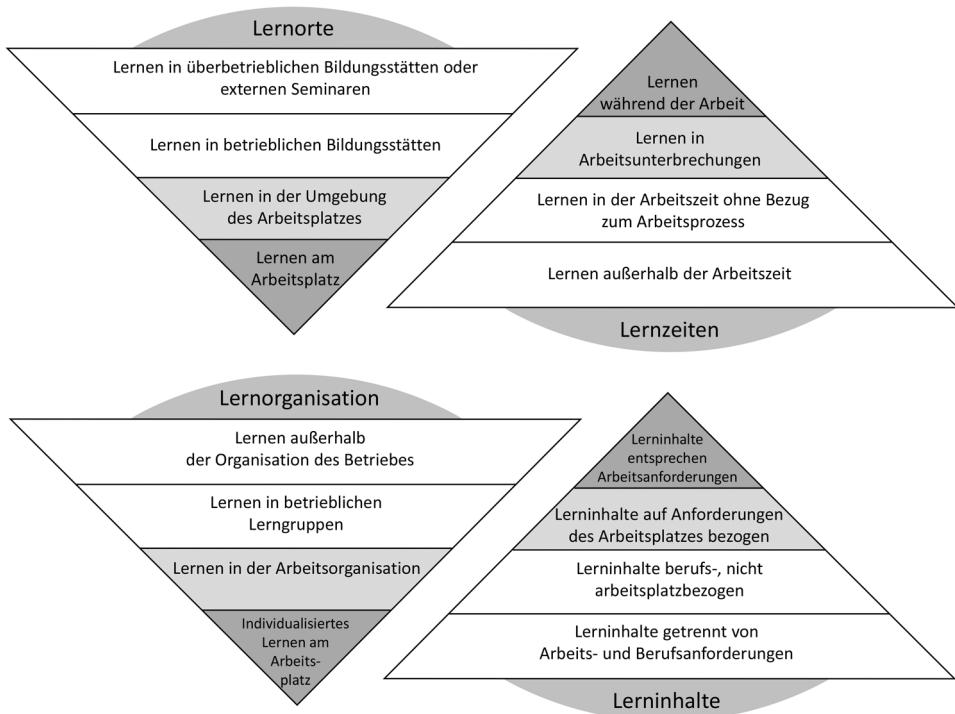 Lernorte
Lernen in überbetrieblichen Bildungsstätten oder
externen Seminaren
Lernen in betrieblichen Bildungsstätten
Lernen in der Umgebung
des Arbeitsplatzes
Lernen am
Arbeitsplatz
Lernen
während der Arbeit
Lernen in
Arbeitsunterbrechungen
Lernen in der Arbeitszeit ohne Bezug
zum Arbeitsprozess
Lernen außerhalb der Arbeitszeit
Lernzeiten
Lernorganisation
Lernen außerhalb
der Organisation des Betriebes
Lernen in betrieblichen
Lerngruppen
Lernen in der Arbeitsorganisation
Individualisiertes
Lernen am
Arbeits-
platz
Lerninhalte
entsprechen
Arbeitsanforderungen
Lerninhalte auf Anforderungen
des Arbeitsplatzes bezogen
Lerninhalte berufs-, nicht
arbeitsplatzbezogen
Lerninhalte getrennt von
Arbeits- und Berufsanforderungen
Lerninhalte